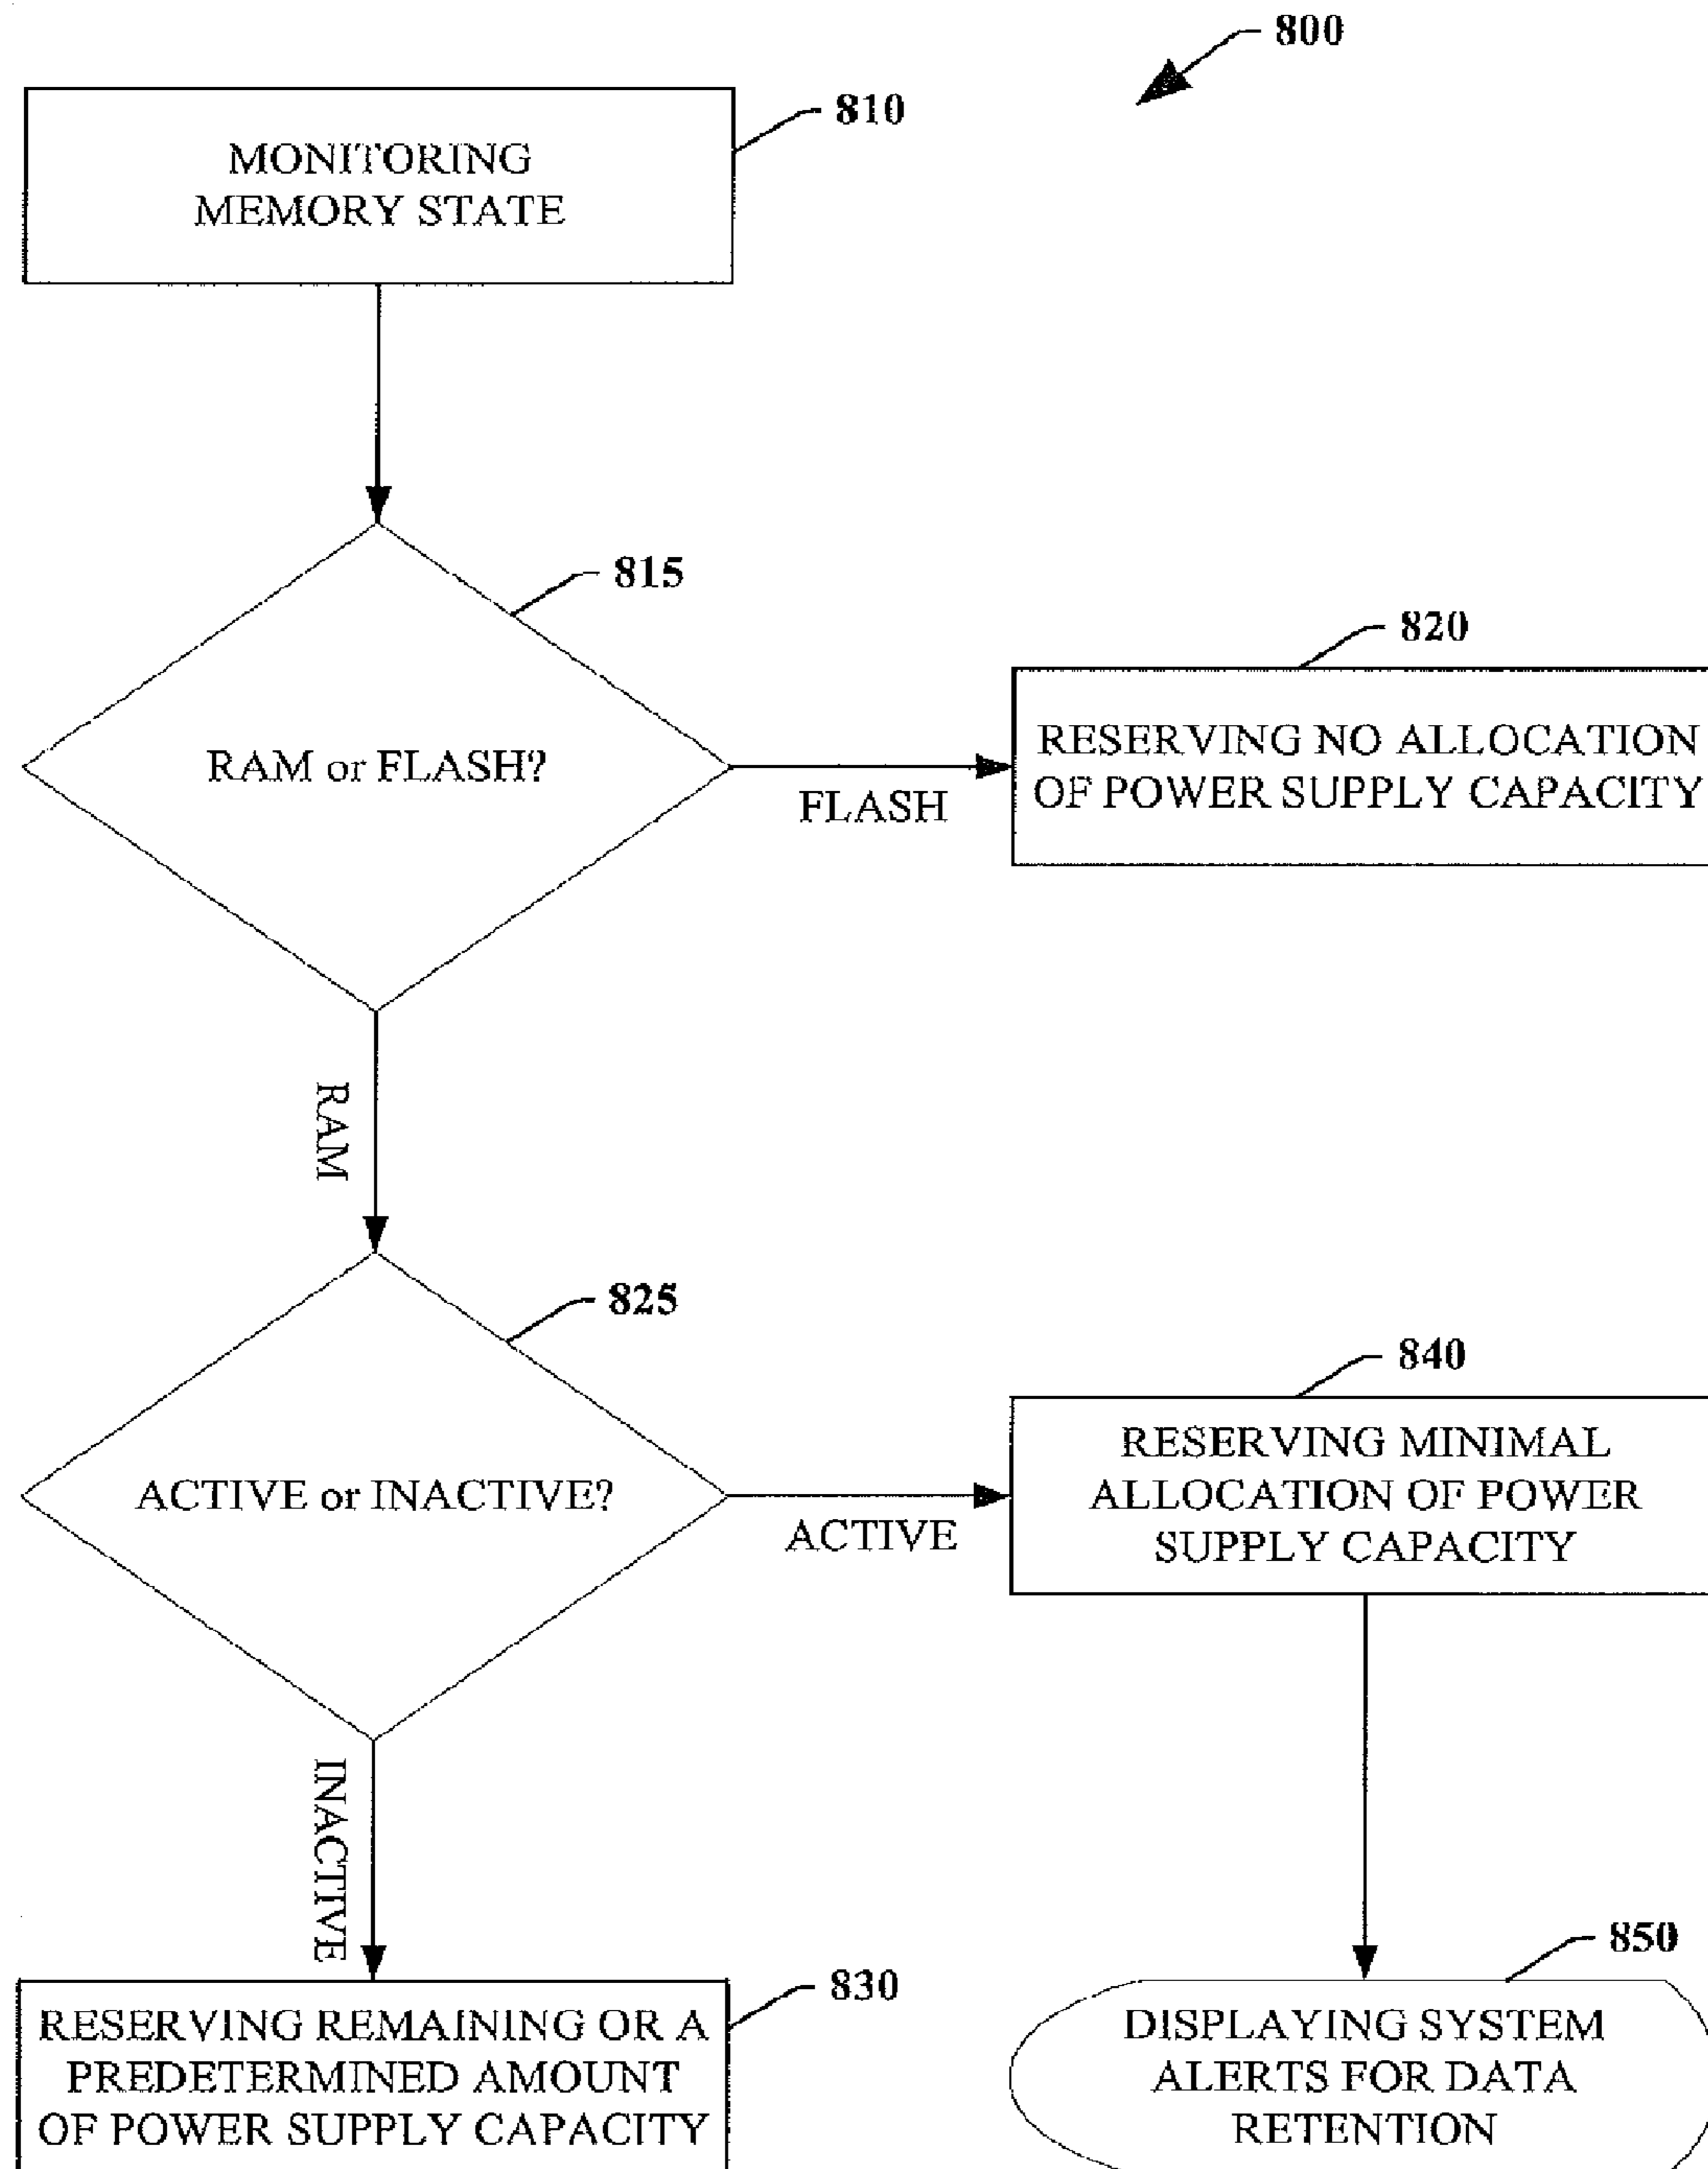 800
810
MONITORING
MEMORY STATE
815
RAM or FLASH?
820
RESERVING NO ALLOCATION
OF POWER SUPPLY CAPACITY
FLASH
RAM
825
ACTIVE or INACTIVE?
840
RESERVING MINIMAL
ALLOCATION OF POWER
SUPPLY CAPACITY
ACTIVE
INACTIVE
830
RESERVING REMAINING OR A
PREDETERMINED AMOUNT
OF POWER SUPPLY CAPACITY
850
DISPLAYING SYSTEM
ALERTS FOR DATA
RETENTION